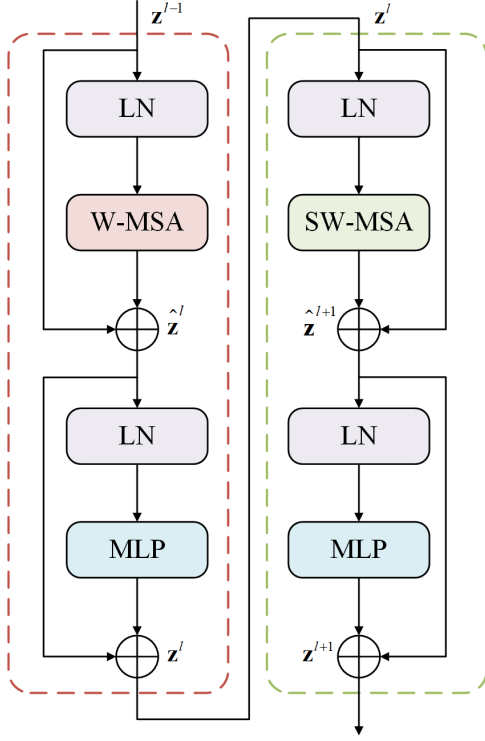 z^{l-1}
LN
W-MSA
ẑ^{l}
LN
MLP
z^{l}
z^{l}
LN
SW-MSA
ẑ^{l+1}
LN
MLP
z^{l+1}